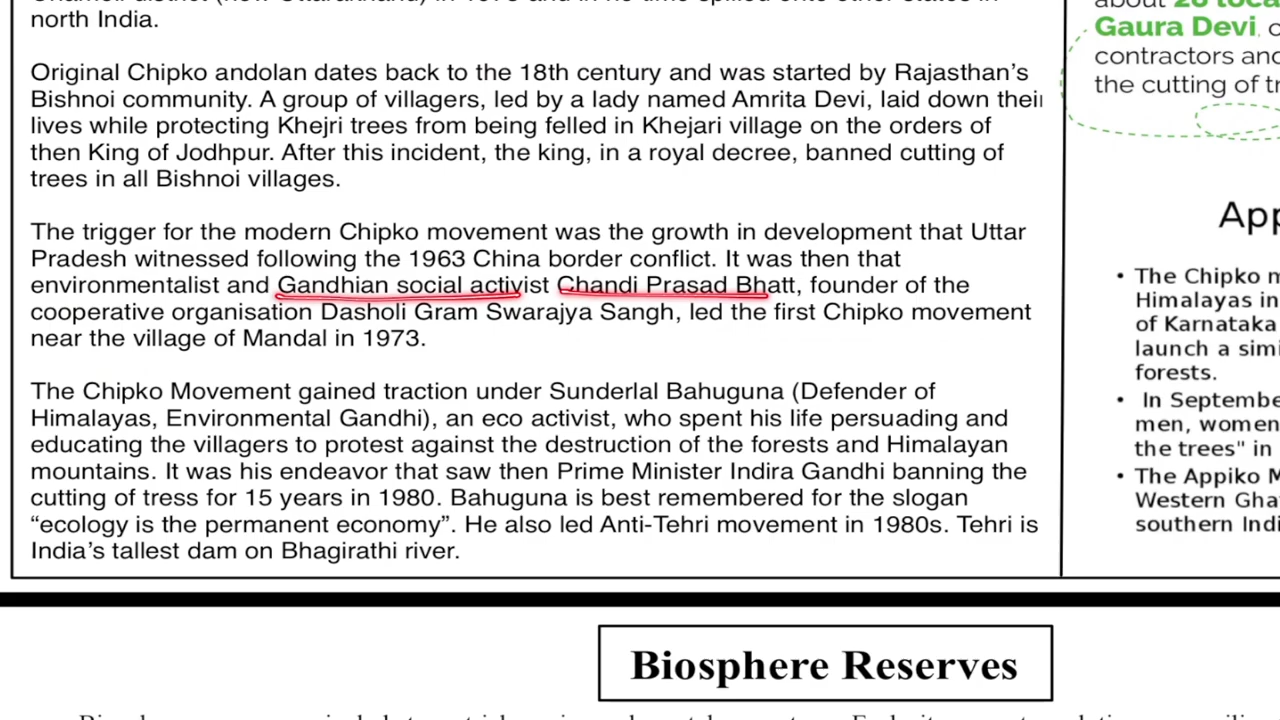 north India.
Original Chipko andolan dates back to the 18th century and was started by Rajasthan's
Bishnoi community. A group of villagers, led by a lady named Amrita Devi, laid down their
lives while protecting Khejri trees from being felled in Khejari village on the orders of
then King of Jodhpur. After this incident, the king, in a royal decree, banned cutting of
trees in all Bishnoi villages.
The trigger for the modern Chipko movement was the growth in development that Uttar
Pradesh witnessed following the 1963 China border conflict. It was then that
environmentalist and Gandhian social activist Chandi Prasad Bhatt, founder of the
cooperative organisation Dasholi Gram Swarajya Sangh, led the first Chipko movement
near the village of Mandal in 1973.
The Chipko Movement gained traction under Sunderlal Bahuguna (Defender of
Himalayas, Environmental Gandhi), an eco activist, who spent his life persuading and
educating the villagers to protest against the destruction of the forests and Himalayan
mountains. It was his endeavor that saw then Prime Minister Indira Gandhi banning the
cutting of tress for 15 years in 1980. Bahuguna is best remembered for the slogan
“ecology is the permanent economy”. He also led Anti-Tehri movement in 1980s. Tehri is
India's tallest dam on Bhagirathi river.
about 26
Gaura Devi,
contractors
the cutting of
App
• The Chipko
Himalayas in
of Karnataka
launch a
forests.
• In
men, women
the trees" in
• The Appiko
Western
southern
Biosphere Reserves